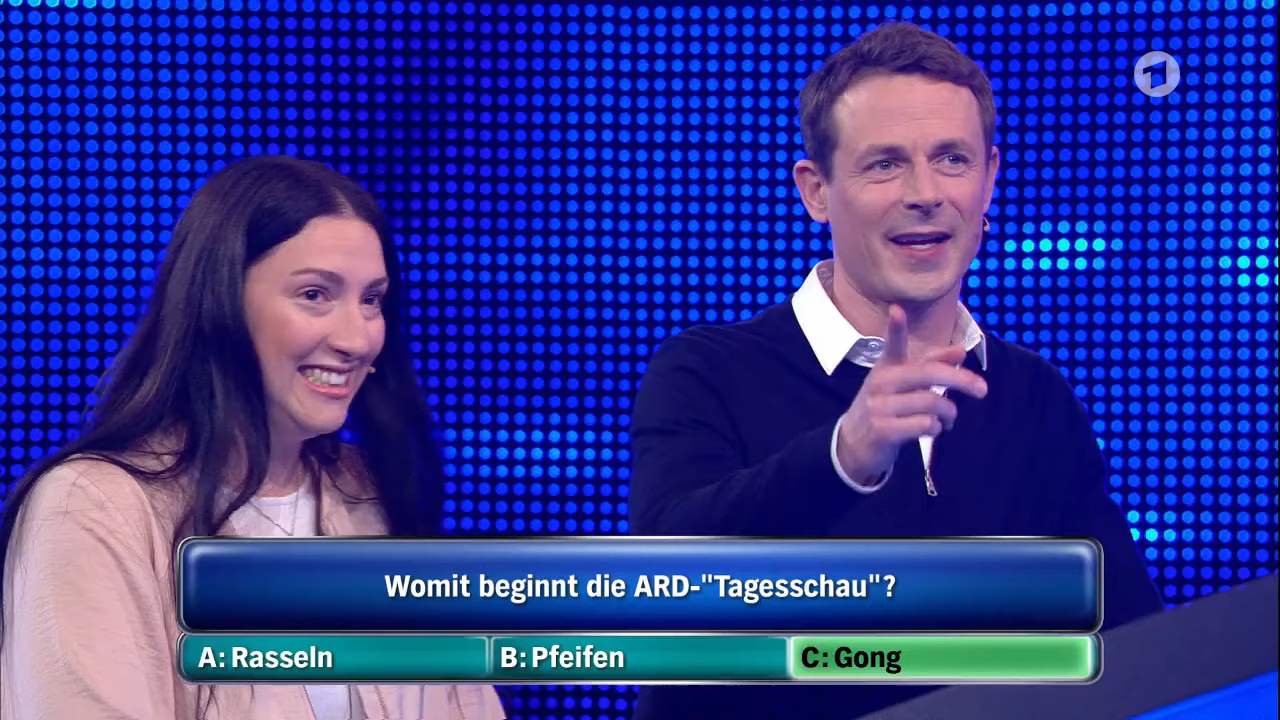 Womit beginnt die ARD-"Tagesschau"?
A: Rasseln
B: Pfeifen
C: Gong